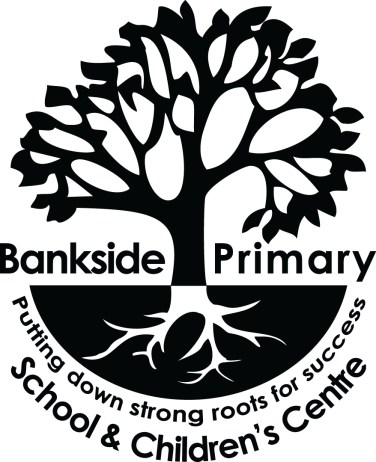 Bankside Primary
Putting down strong roots for success
School & Children's Centre